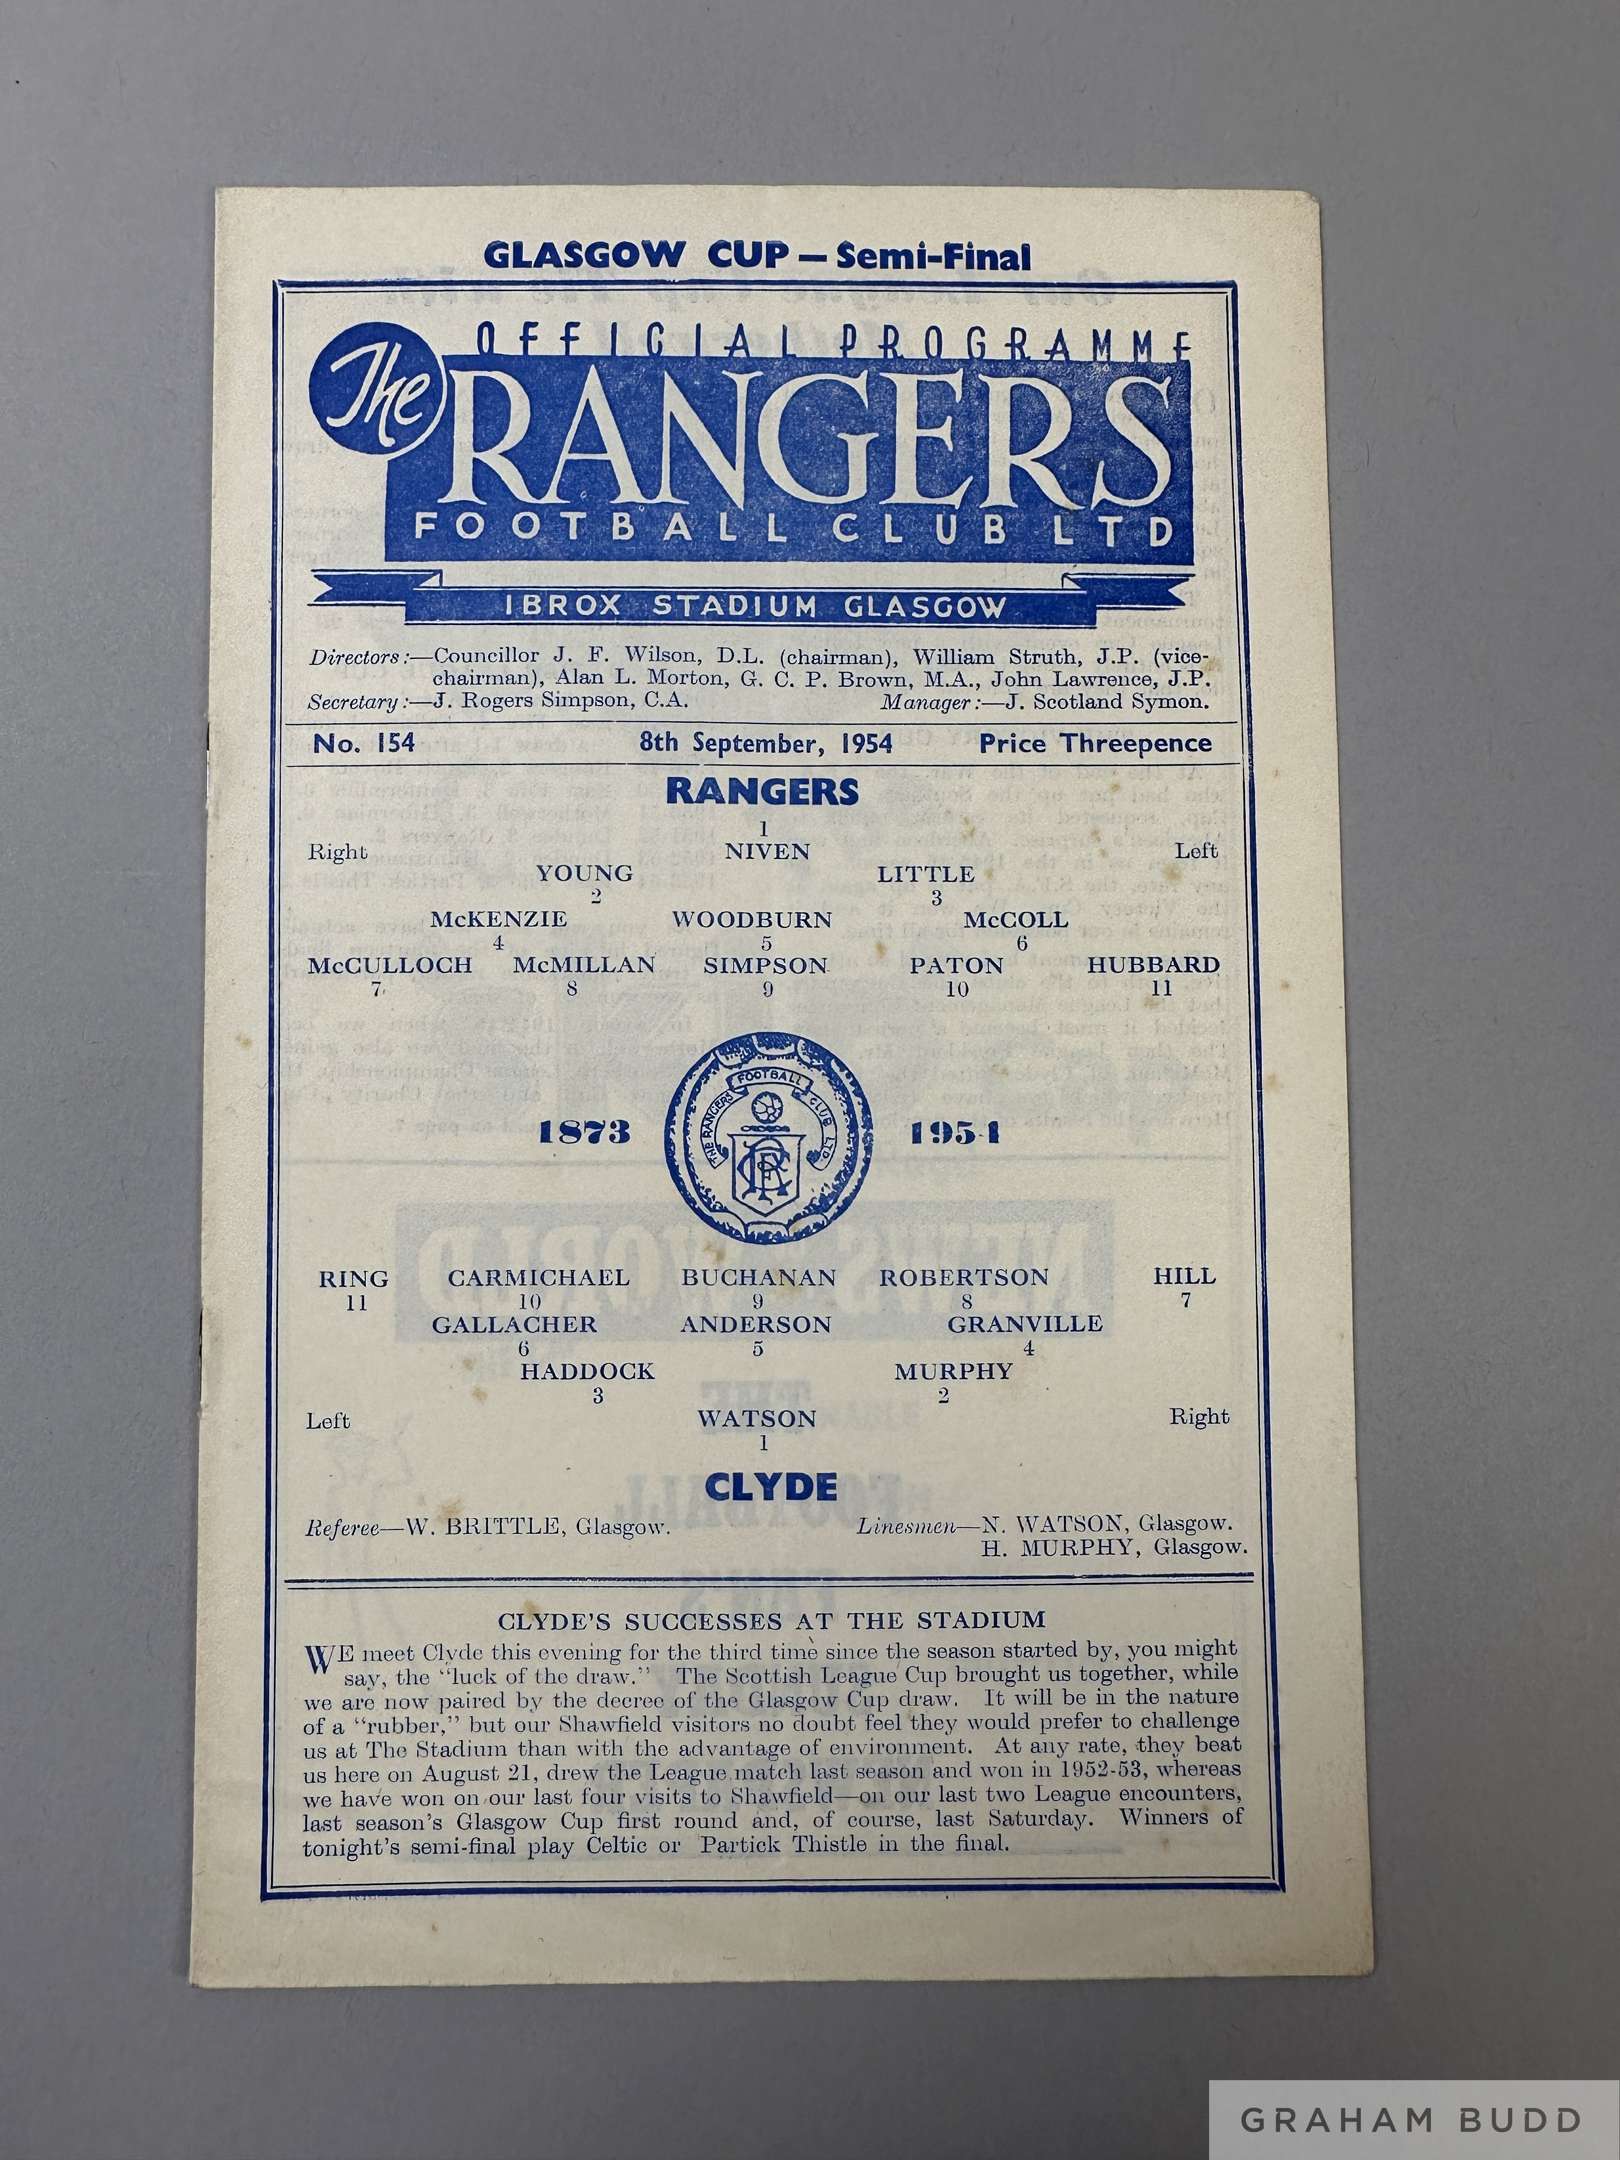 GLASGOW CUP — Semi-Final
OFFICIAL PROGRAMME
The RANGERS
FOOTBALL CLUB LTD
IBROX STADIUM GLASGOW
Directors:—Councillor J. F. Wilson, D.L. (chairman), William Struth, J.P. (vice-
chairman), Alan L. Morton, G. C. P. Brown, M.A., John Lawrence, J.P.
Secretary:—J. Rogers Simpson, C.A. Manager:—J. Scotland Symon.
No. 154 8th September, 1954 Price Threepence
RANGERS
1
Right NIVEN Left
YOUNG LITTLE
2 3
McKENZIE WOODBURN McCOLL
4 5 6
McCULLOCH McMILLAN SIMPSON PATON HUBBARD
7 8 9 10 11
1873 THE RANGERS FOOTBALL CLUB LTD. 1954
RING CARMICHAEL BUCHANAN ROBERTSON HILL
11 10 9 8 7
GALLACHER ANDERSON GRANVILLE
6 5 4
HADDOCK MURPHY
3 2
Left WATSON Right
1
CLYDE
Referee—W. BRITTLE, Glasgow. Linesmen—N. WATSON, Glasgow.
H. MURPHY, Glasgow.
CLYDE'S SUCCESSES AT THE STADIUM
WE meet Clyde this evening for the third time since the season started by, you might
say, the "luck of the draw." The Scottish League Cup brought us together, while
we are now paired by the decree of the Glasgow Cup draw. It will be in the nature
of a "rubber," but our Shawfield visitors no doubt feel they would prefer to challenge
us at The Stadium than with the advantage of environment. At any rate, they beat
us here on August 21, drew the League match last season and won in 1952-53, whereas
we have won on our last four visits to Shawfield—on our last two League encounters,
last season's Glasgow Cup first round and, of course, last Saturday. Winners of
tonight's semi-final play Celtic or Partick Thistle in the final.
GRAHAM BUDD